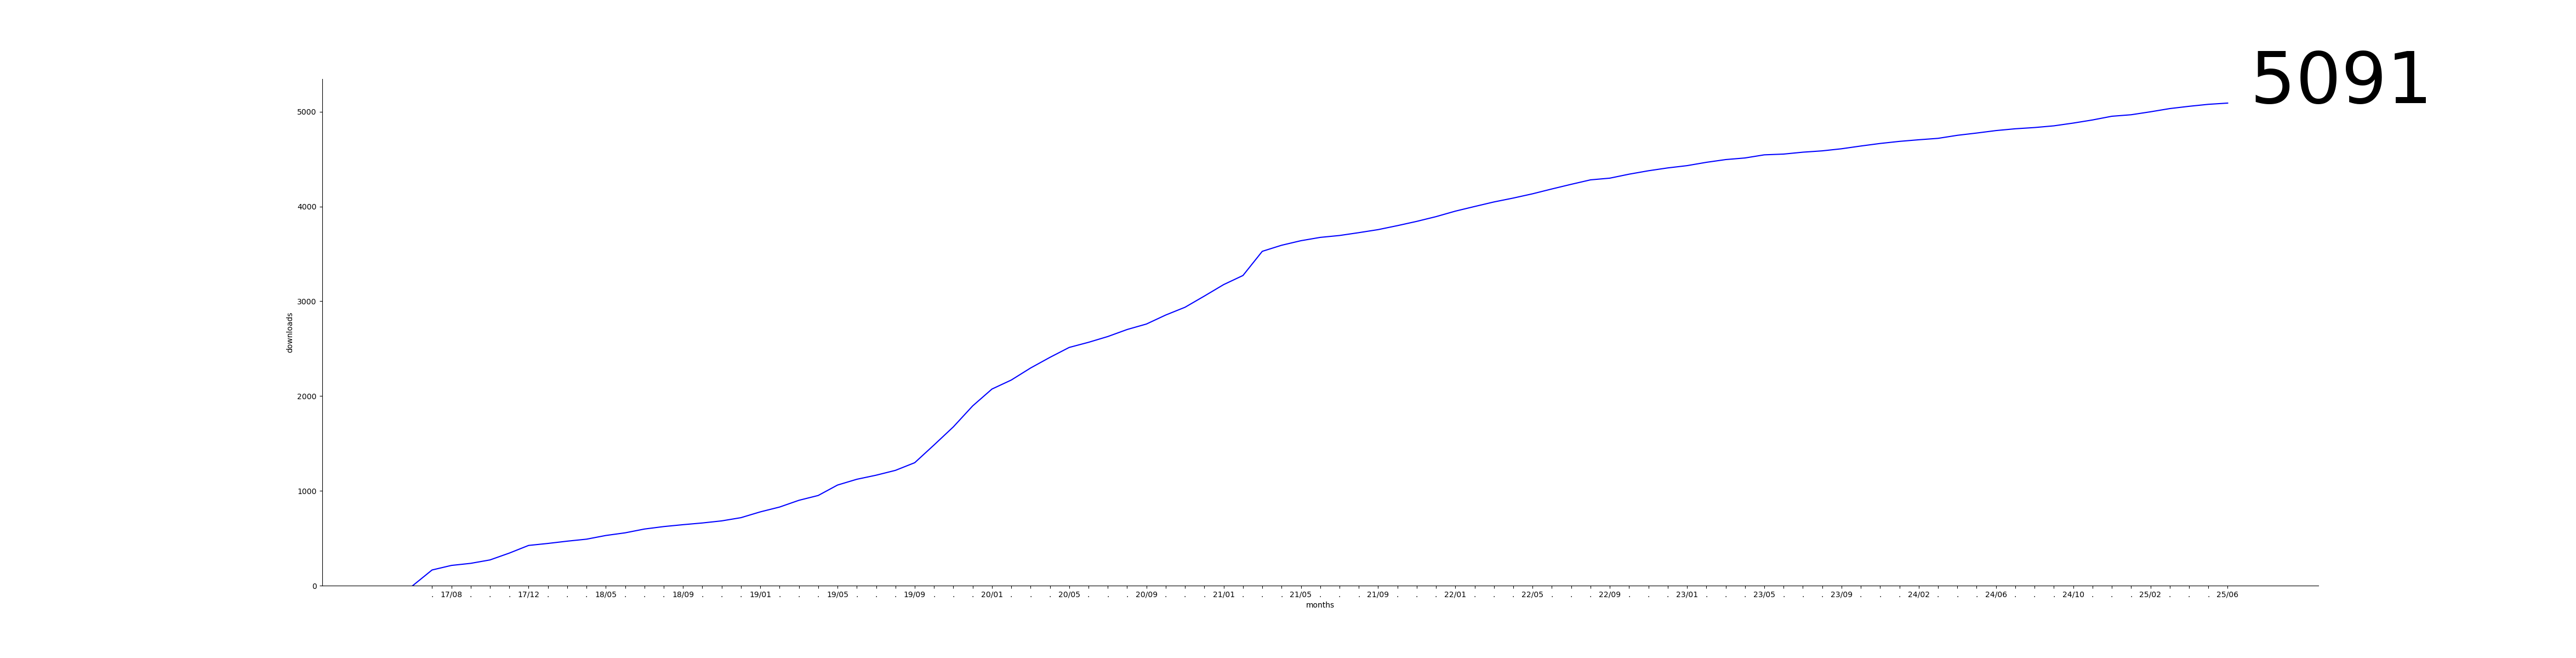 5091
5000
4000
3000
2000
1000
0
downloads
. 17/08 . . . 17/12 . . . 18/05 . . . 18/09 . . . 19/01 . . . 19/05 . . . 19/09 . . . 20/01 . . . 20/05 . . . 20/09 . . . 21/01 . . . 21/05 . . . 21/09 . . . 22/01 . . . 22/05 . . . 22/09 . . . 23/01 . . . 23/05 . . . 23/09 . . . 24/02 . . . 24/06 . . . 24/10 . . . 25/02 . . . 25/06
months